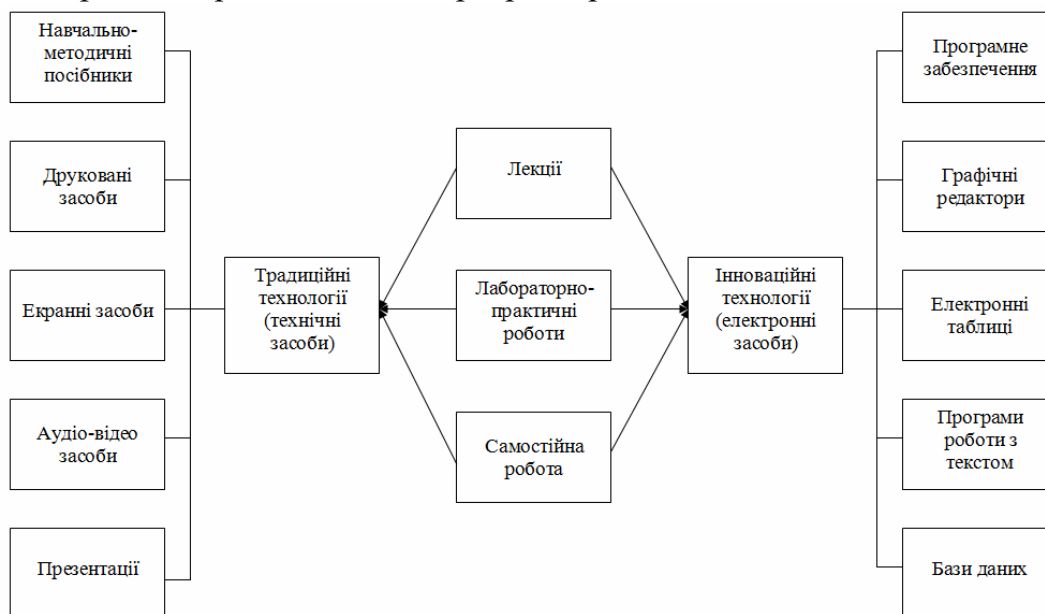 Навчально-
методичні
посібники
Друковані
засоби
Екранні засоби
Аудіо-відео
засоби
Презентації
Традиційні
технології
(технічні
засоби)
Лекції
Лабораторно-
практичні
роботи
Самостійна
робота
Інноваційні
технології
(електронні
засоби)
Програмне
забезпечення
Графічні
редактори
Електронні
таблиці
Програми
роботи з
текстом
Бази даних